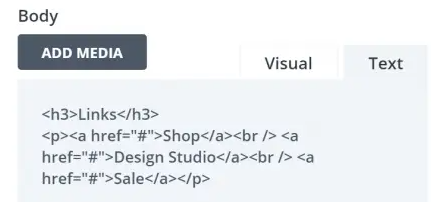 Body
ADD MEDIA
Visual
Text
<h3>Links</h3>
<p><a href="#">Shop</a><br /> <a
href="#">Design Studio</a><br /> <a
href="#">Sale</a></p>